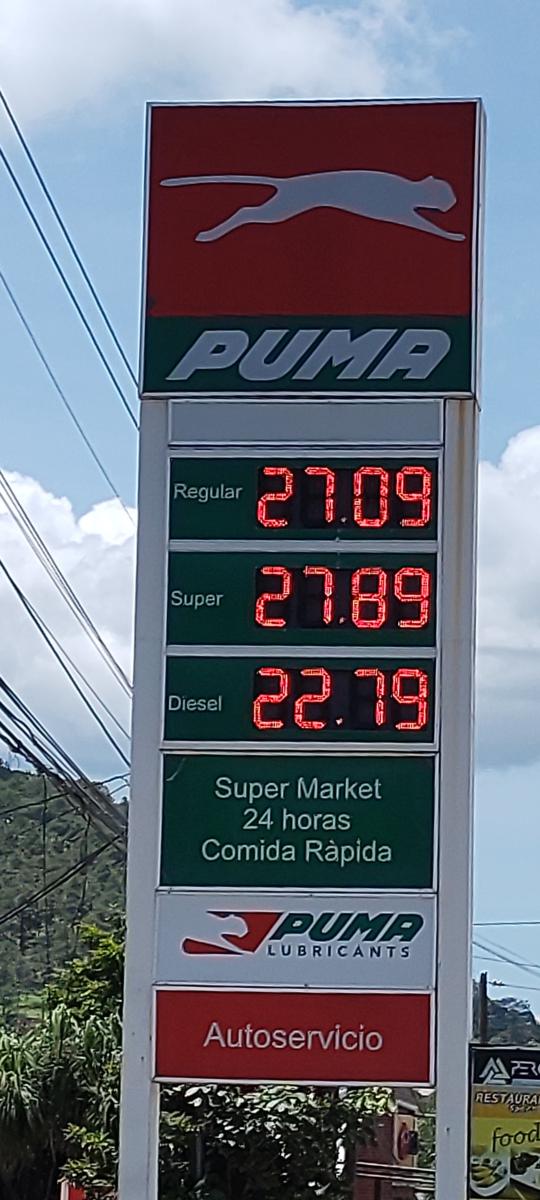 PUMA
Regular 27.09
Super 27.89
Diesel 22.79
Super Market
24 horas
Comida Ràpida
PUMA
LUBRICANTS
Autoservicio
food